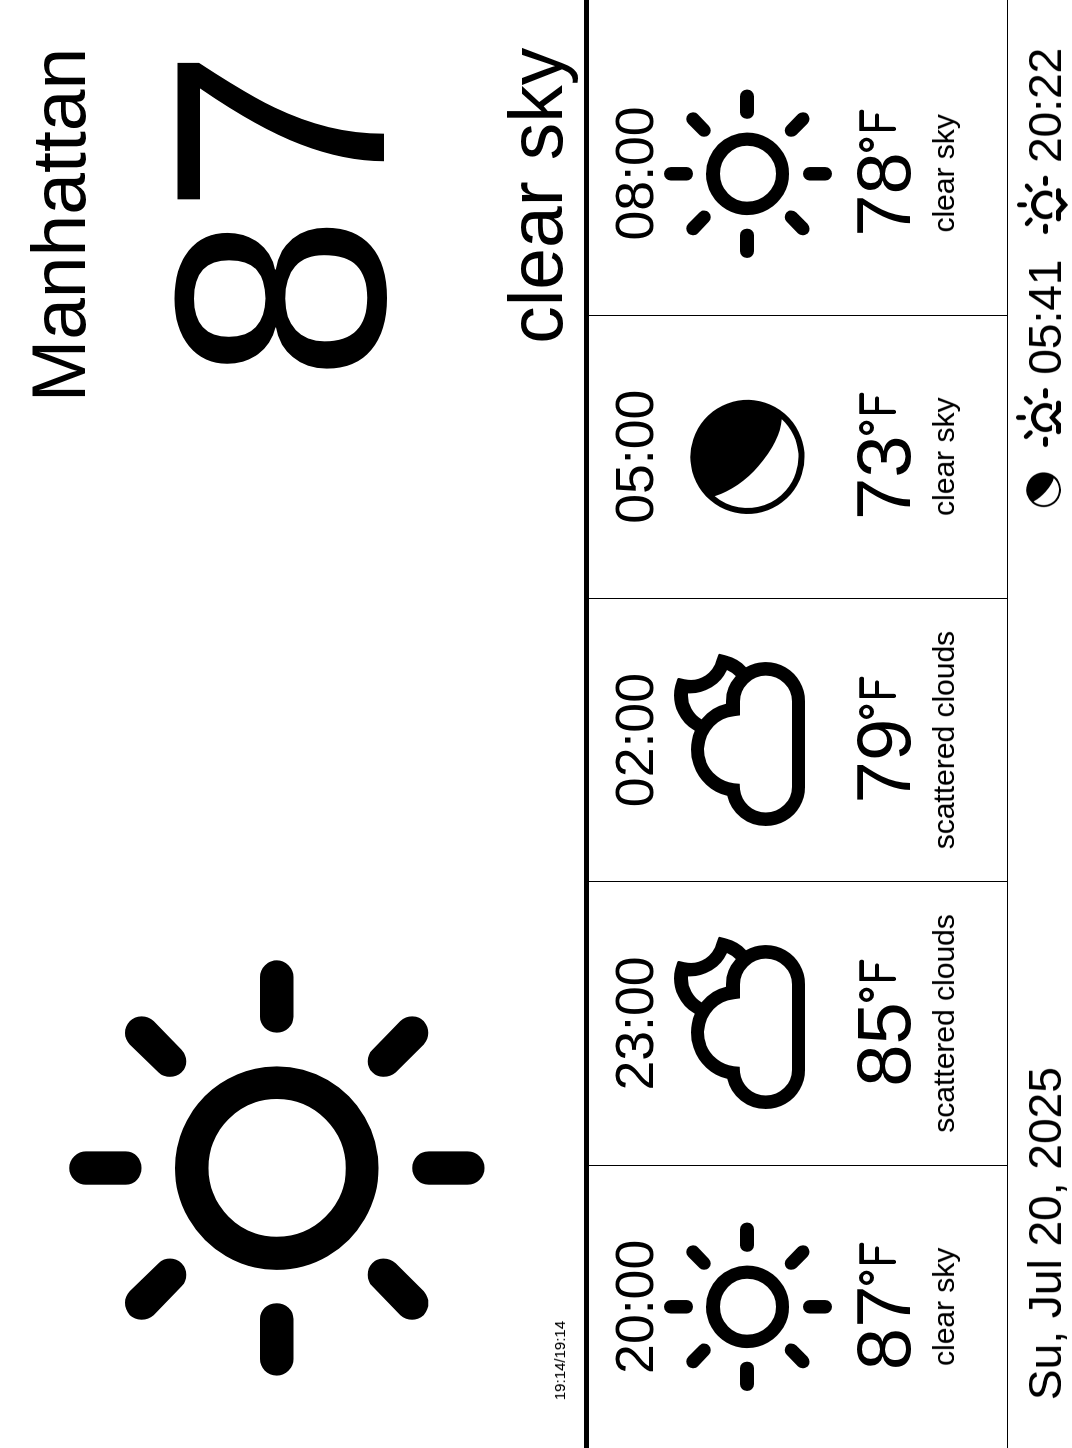 Manhattan
87
clear sky
19:14/19:14
20:00
87°F
clear sky
23:00
85°F
scattered clouds
02:00
79°F
scattered clouds
05:00
73°F
clear sky
08:00
78°F
clear sky
Su, Jul 20, 2025
05:41
20:22